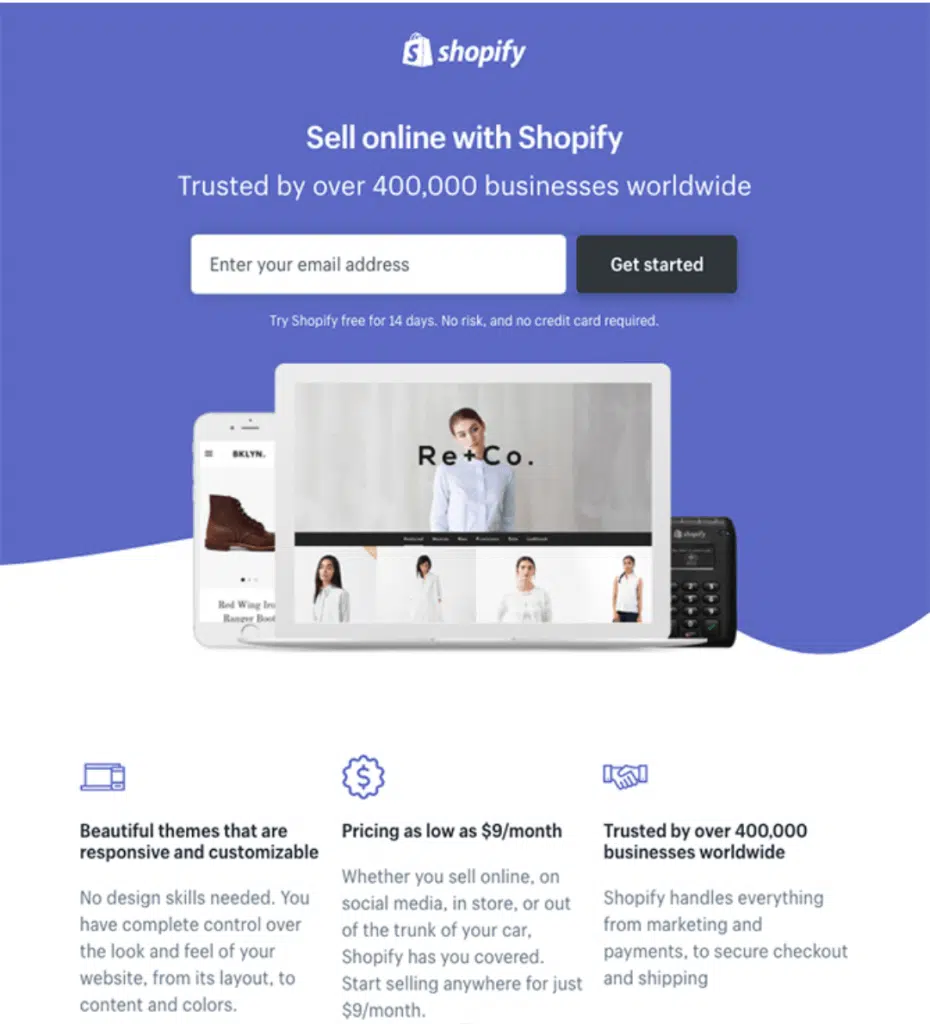 shopify
Sell online with Shopify
Trusted by over 400,000 businesses worldwide
Enter your email address
Get started
Try Shopify free for 14 days. No risk, and no credit card required.
BKLYN.
Re+Co.
shopify
Red Wing Iro
Ranger Boot
Beautiful themes that are
responsive and customizable
No design skills needed. You
have complete control over
the look and feel of your
website, from its layout, to
content and colors.
Pricing as low as $9/month
Whether you sell online, on
social media, in store, or out
of the trunk of your car,
Shopify has you covered.
Start selling anywhere for just
$9/month.
Trusted by over 400,000
businesses worldwide
Shopify handles everything
from marketing and
payments, to secure checkout
and shipping